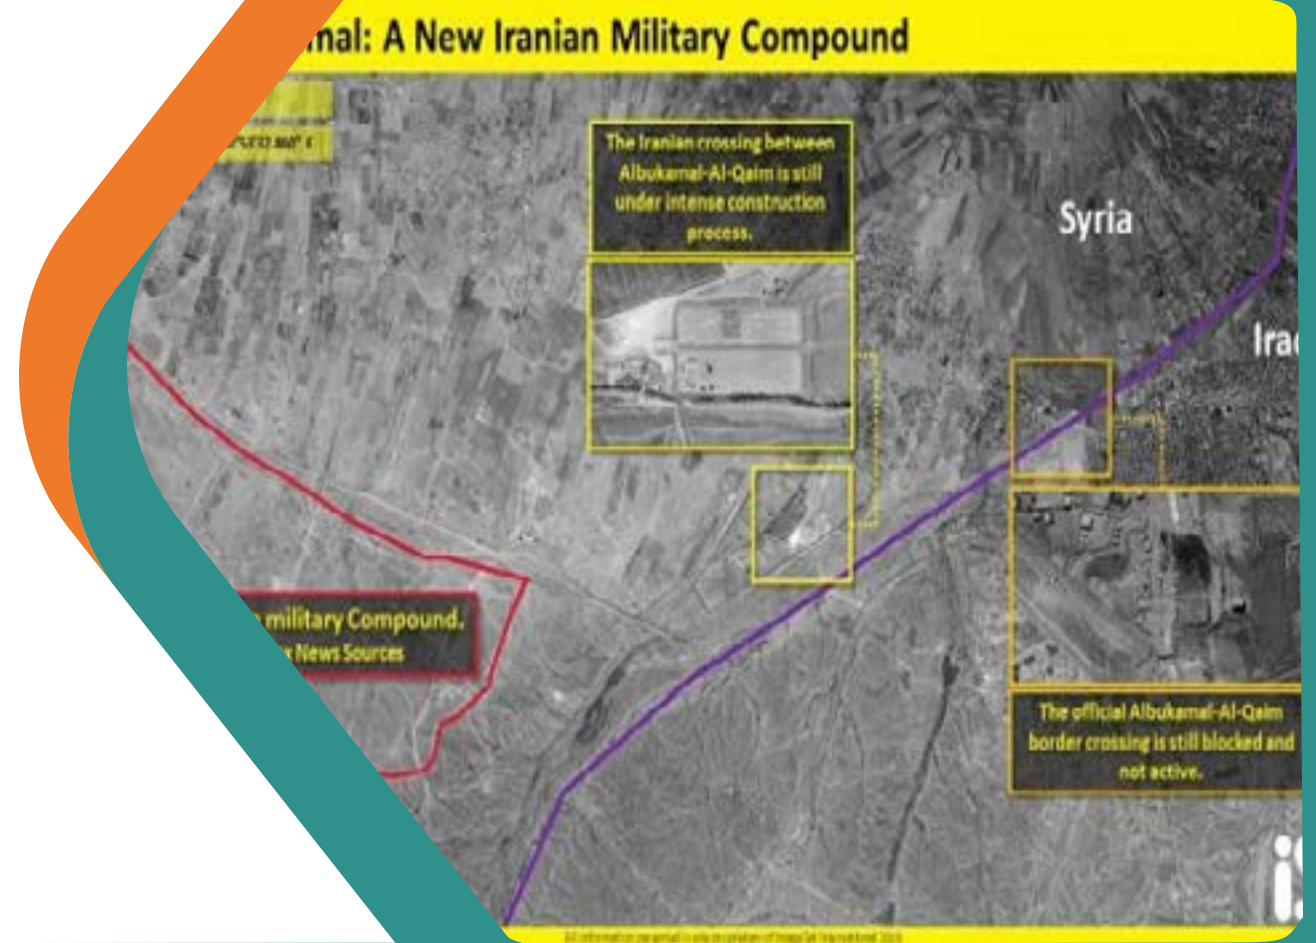 mal: A New Iranian Military Compound
The Iranian crossing between
Albukamal-Al-Qaim is still
under intense construction
process.
Syria
Ira
military Compound.
News Sources
The official Albukamal-Al-Qaim
border crossing is still blocked and
not active.